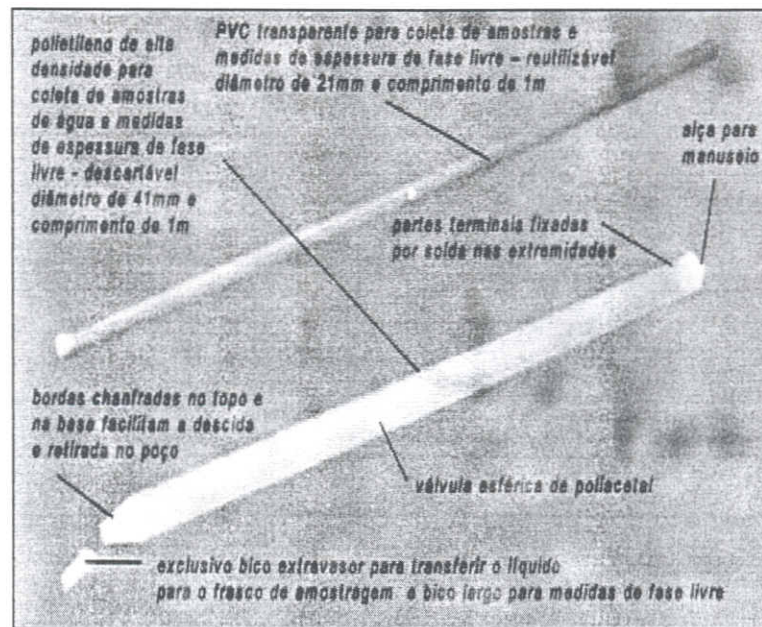 polietileno de alta
densidade para
coleta de amostras
de água e medidas
de espessura de fase
livre - descartável
diâmetro de 41mm e
comprimento de 1m
PVC transparente para coleta de amostras e
medidas de espessura de fase livre – reutilizável
diâmetro de 21mm e comprimento de 1m
alça para
manuseio
partes terminais fixadas
por solda nas extremidades
bordas chanfradas no topo e
na base facilitam a descida
e retirada no poço
válvula esférica de poliacetal
exclusivo bico extravasor para transferir o líquido
para o frasco de amostragem e bico largo para medidas de fase livre